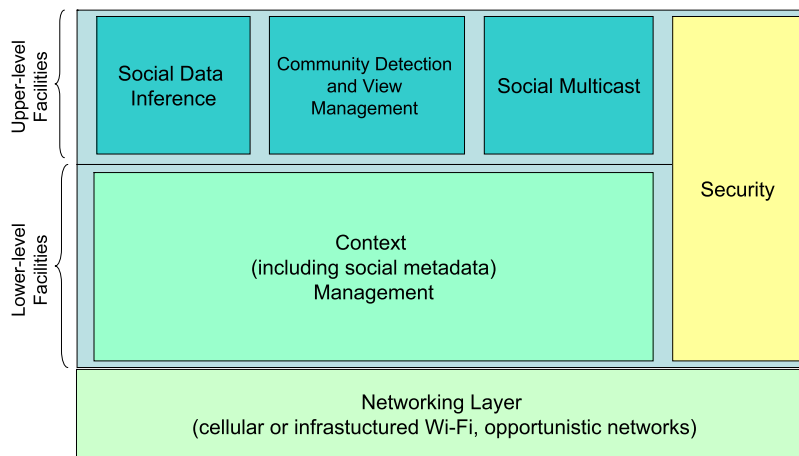 Upper-level
Facilities
Social Data
Inference
Community Detection
and View
Management
Social Multicast
Security
Lower-level
Facilities
Context
(including social metadata)
Management
Networking Layer
(cellular or infrastuctured Wi-Fi, opportunistic networks)